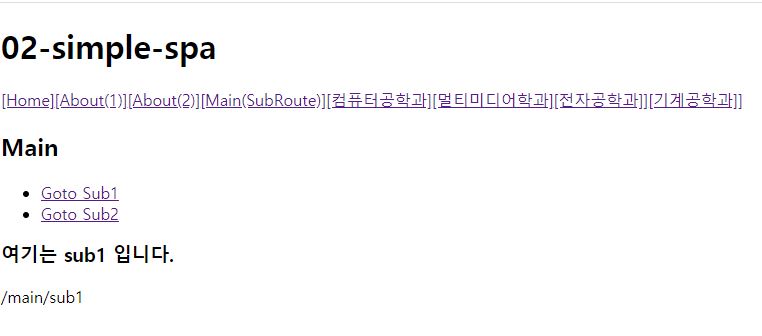 02-simple-spa
[Home][About(1)][About(2)][Main(SubRoute)][컴퓨터공학과][멀티미디어학과][전자공학과]][기계공학과]]
Main
Goto Sub1
Goto Sub2
여기는 sub1 입니다.
/main/sub1